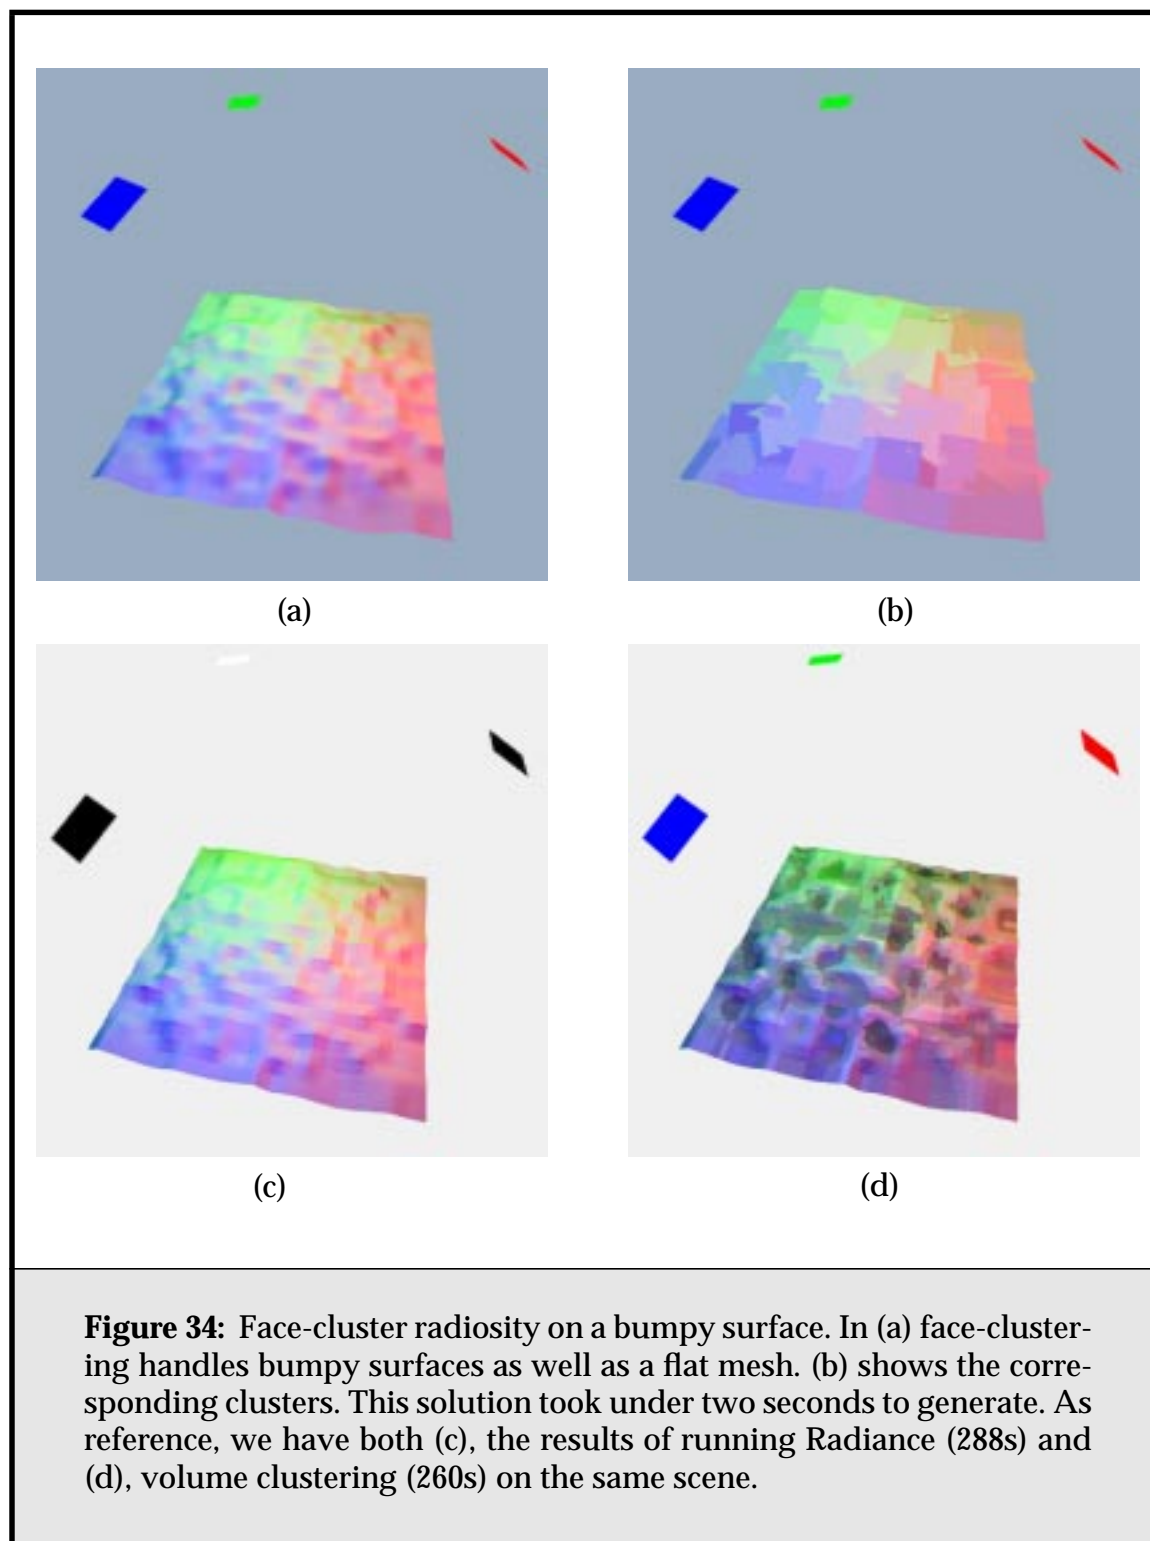 (a)
(b)
(c)
(d)
Figure 34: Face-cluster radiosity on a bumpy surface. In (a) face-cluster-
ing handles bumpy surfaces as well as a flat mesh. (b) shows the corre-
sponding clusters. This solution took under two seconds to generate. As
reference, we have both (c), the results of running Radiance (288s) and
(d), volume clustering (260s) on the same scene.